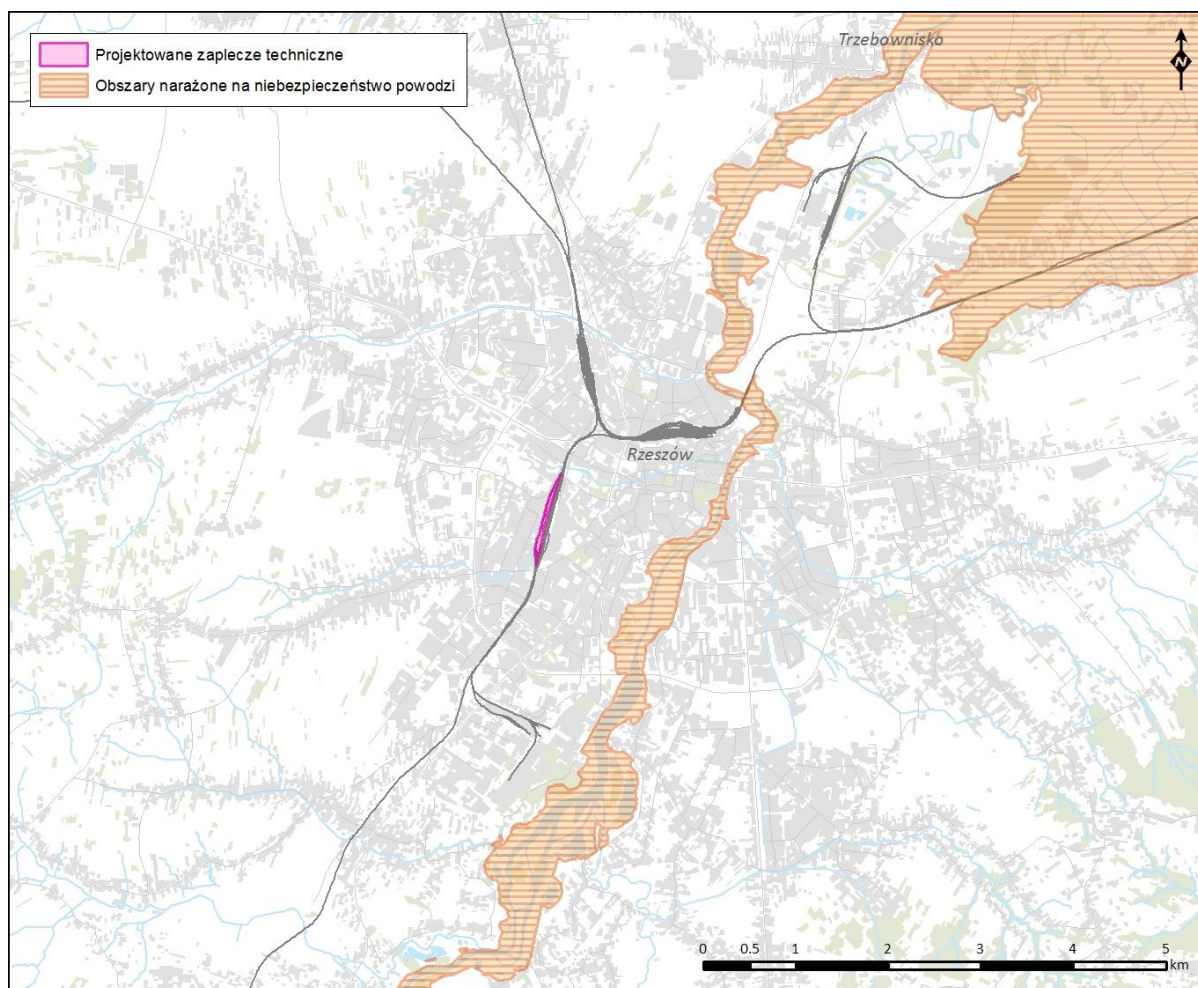 Projektowane zaplecze techniczne
Obszary narażone na niebezpieczeństwo powodzi
Trzebownisko
N
Rzeszów
0 0.5 1 2 3 4 5
km